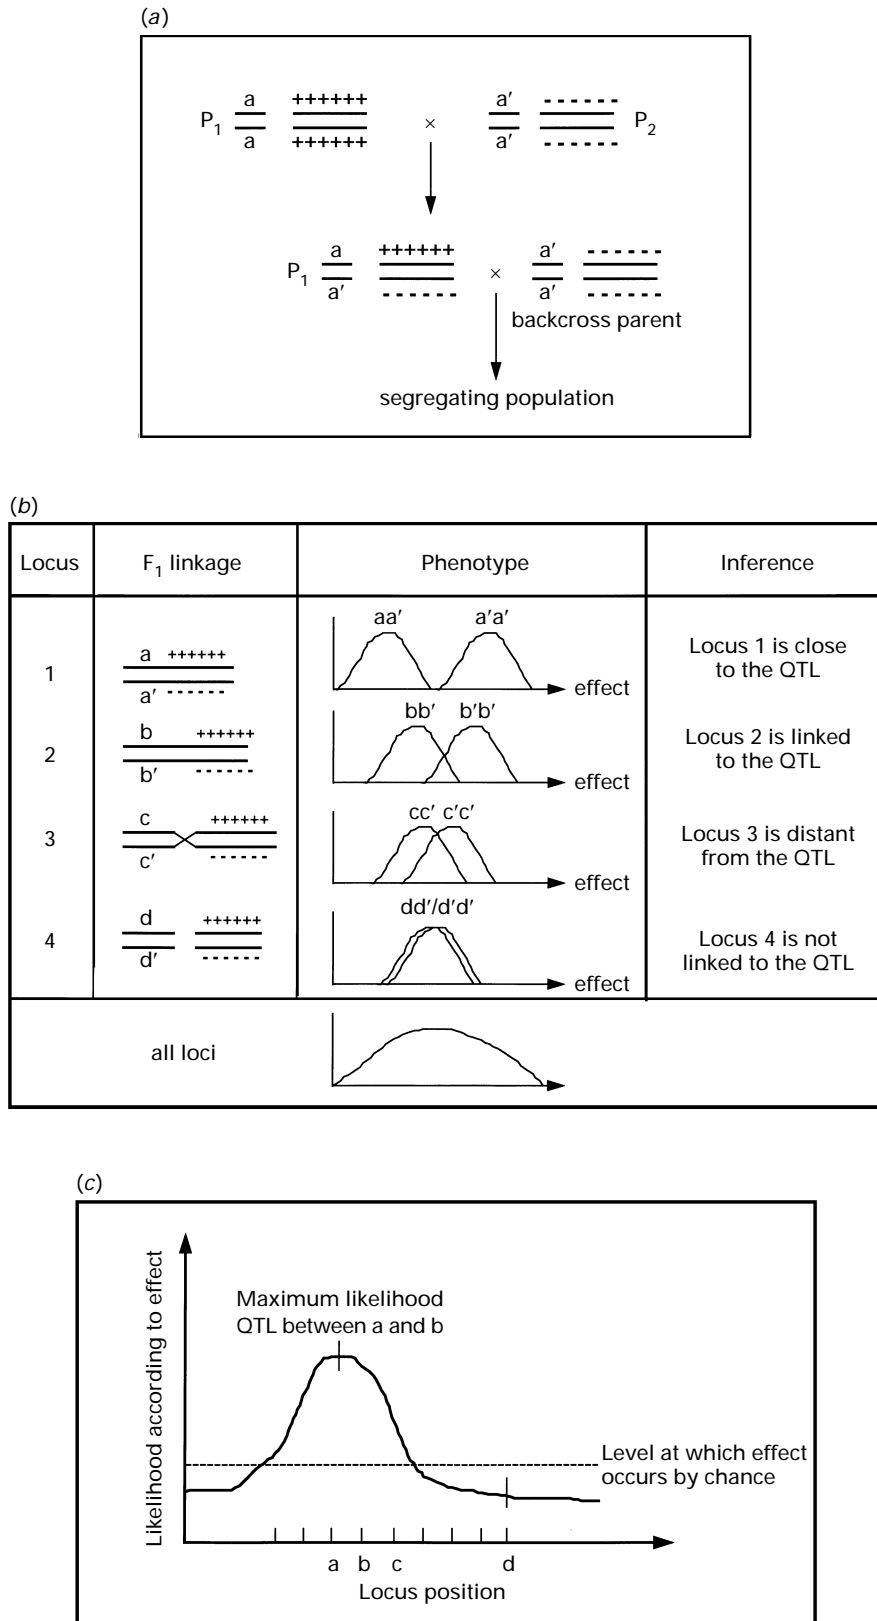 (a)
a ++++++ a′ - - - - - -
P1 × P2
a ++++++ a′ - - - - - -
a ++++++ a′ - - - - - -
P1 ×
a′ - - - - - - a′ - - - - - -
backcross parent
segregating population
(b)
Locus F1 linkage Phenotype Inference
1
a ++++++
a′ - - - - - -
aa′ a′a′
effect
Locus 1 is close
to the QTL
2
b ++++++
b′ - - - - - -
bb′ b′b′
effect
Locus 2 is linked
to the QTL
3
c ++++++
c′ - - - - - -
cc′ c′c′
effect
Locus 3 is distant
from the QTL
4
d ++++++
d′ - - - - - -
dd′/d′d′
effect
Locus 4 is not
linked to the QTL
all loci
(c)
Likelihood according to effect
Maximum likelihood
QTL between a and b
Level at which effect
occurs by chance
a b c d
Locus position